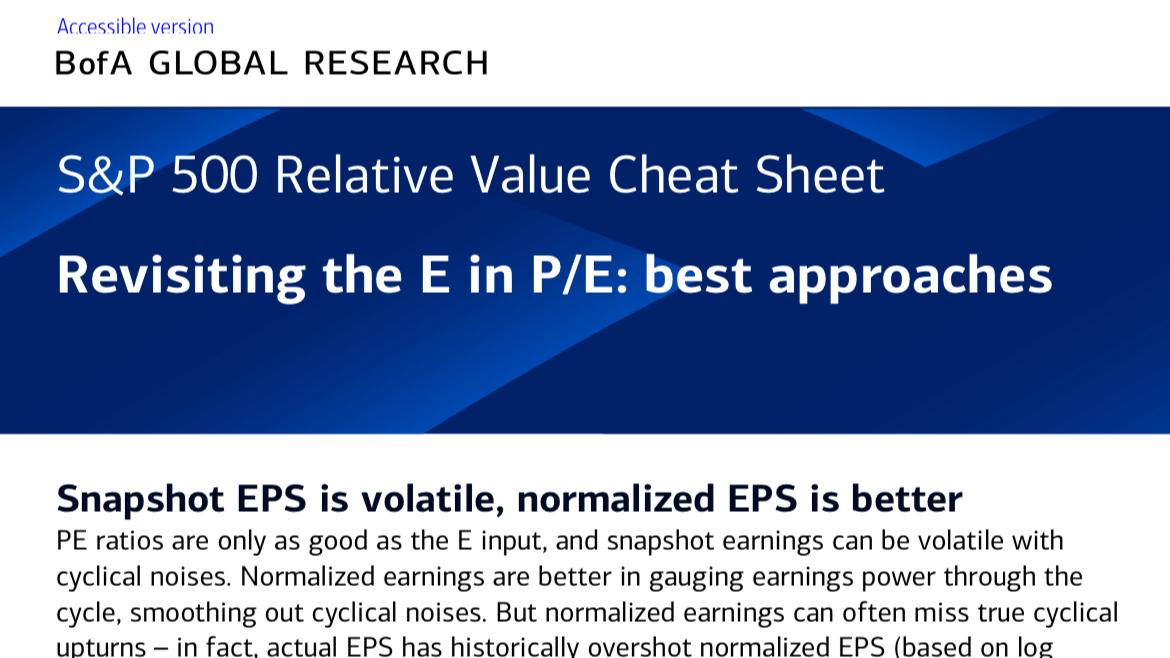 Accessible version
BofA GLOBAL RESEARCH
S&P 500 Relative Value Cheat Sheet
Revisiting the E in P/E: best approaches
Snapshot EPS is volatile, normalized EPS is better
PE ratios are only as good as the E input, and snapshot earnings can be volatile with
cyclical noises. Normalized earnings are better in gauging earnings power through the
cycle, smoothing out cyclical noises. But normalized earnings can often miss true cyclical
upturns – in fact, actual EPS has historically overshot normalized EPS (based on log